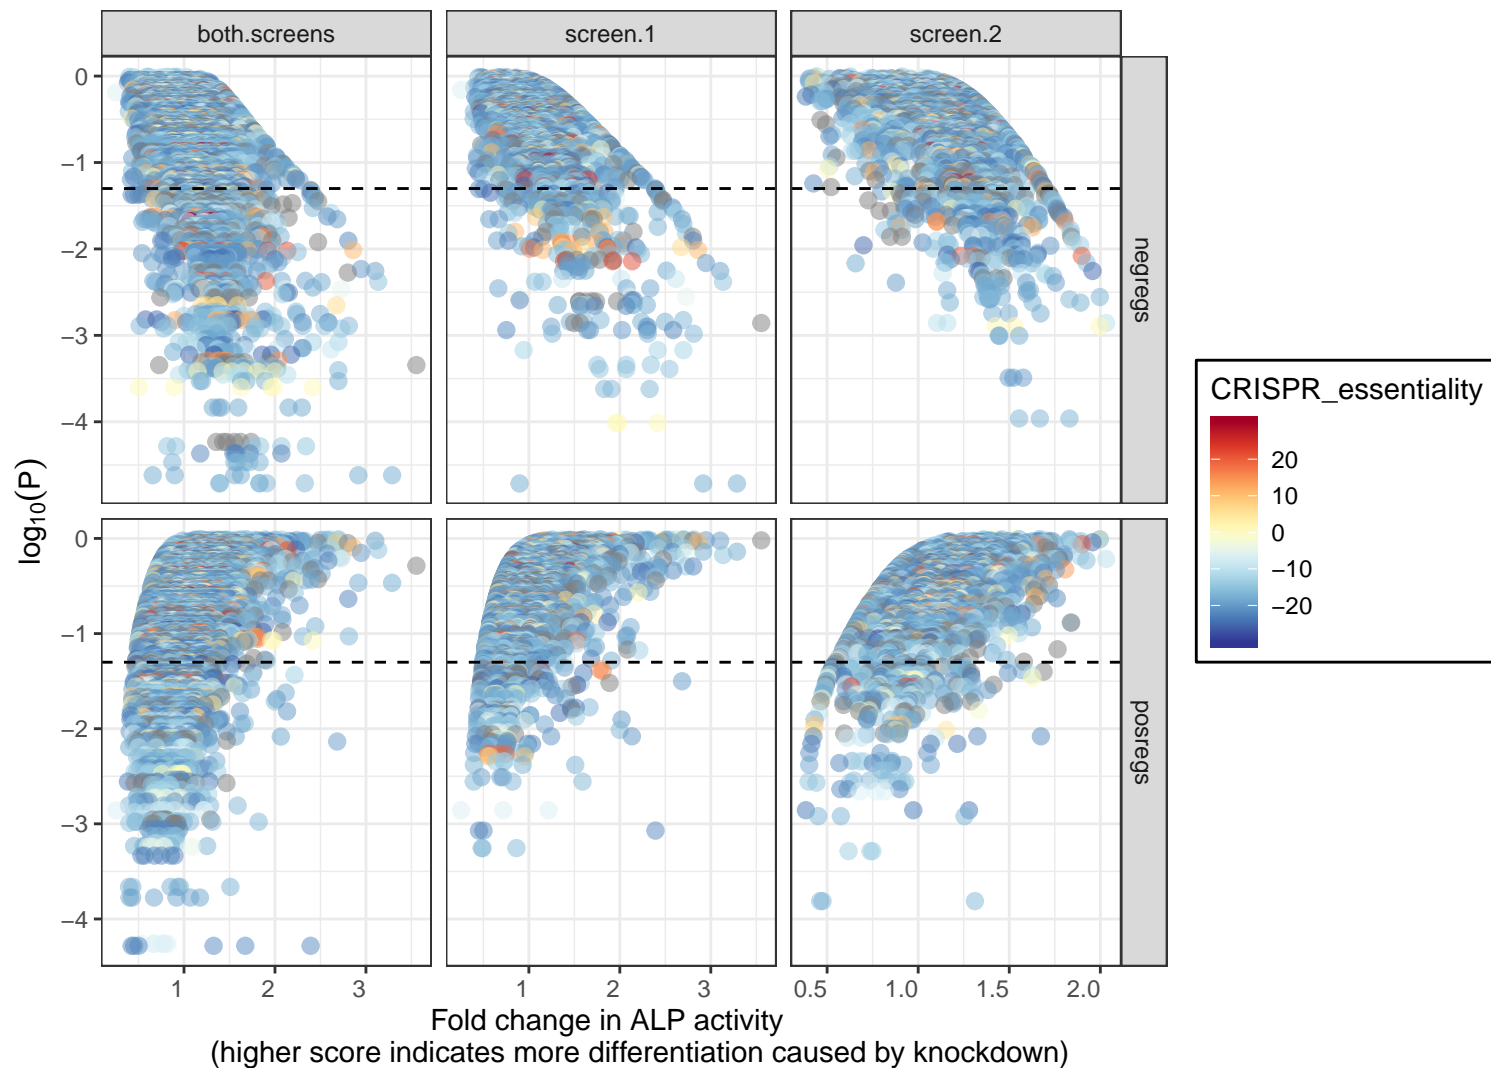 both.screens
screen.1
screen.2
0
−1
−2
−3
−4
negregs
0
−1
−2
−3
−4
posregs
log10(P)
1
2
3
1
2
3
0.5
1.0
1.5
2.0
Fold change in ALP activity
(higher score indicates more differentiation caused by knockdown)
CRISPR_essentiality
20
10
0
−10
−20